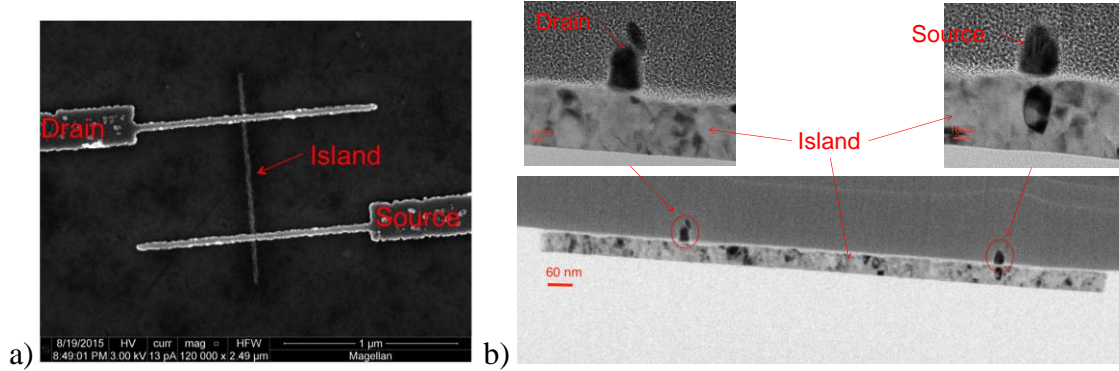 Drain
Island
Source
8/19/2015 HV curr mag □ HFW 1 µm
8:49:01 PM 3.00 kV 13 pA 120 000 x 2.49 µm Magellan
a)
Drain
Source
Island
60 nm
b)